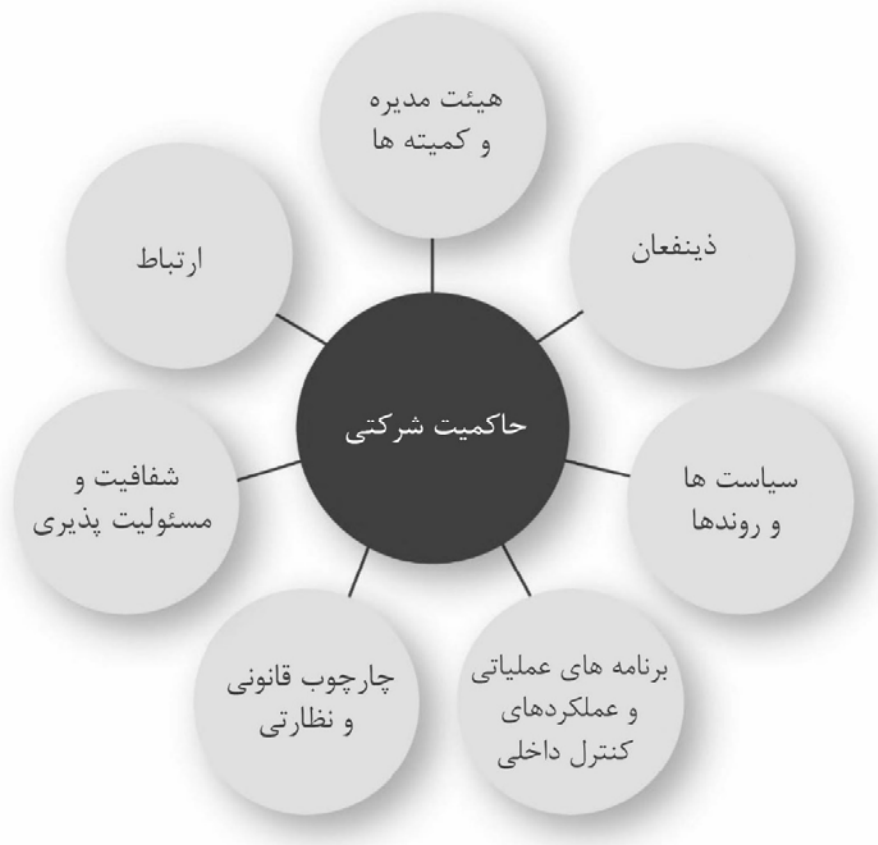 هیئت مدیره
و کمیته ها
ذینفعان
ارتباط
حاکمیت شرکتی
سیاست ها
و روندها
شفافیت و
مسئولیت پذیری
برنامه های عملیاتی
و عملکردهای
کنترل داخلی
چارچوب قانونی
و نظارتی